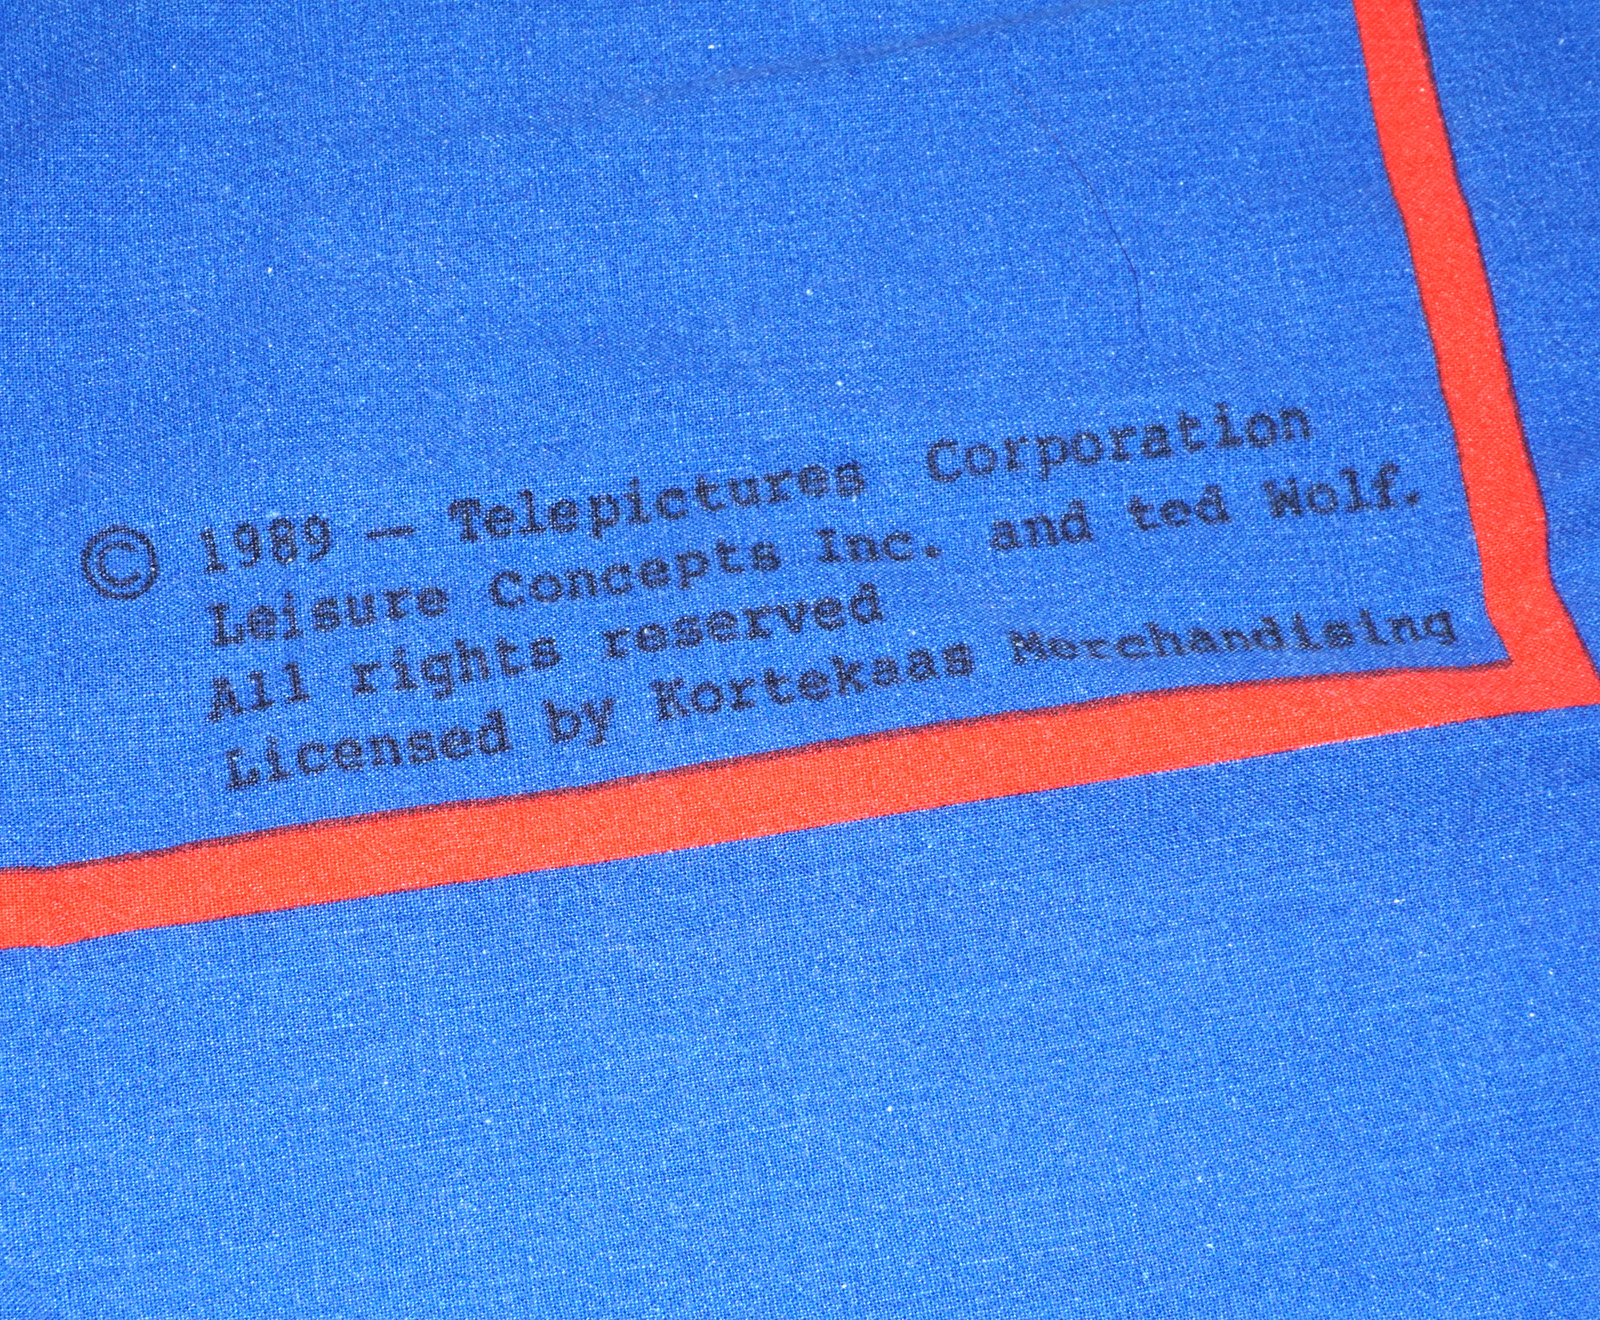 © 1989 — Telepictures Corporation
Leisure Concepts Inc. and ted Wolf.
All rights reserved
Licensed by Kortekaas Merchandising